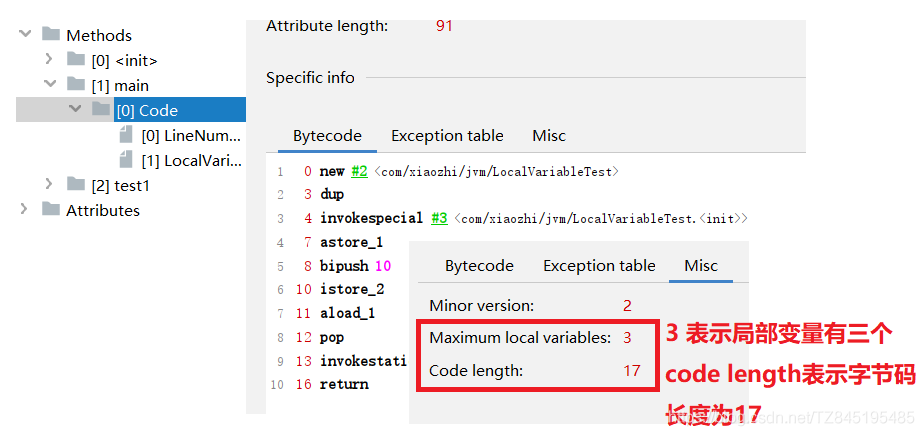 Methods
[0] <init>
[1] main
[0] Code
[0] LineNum...
[1] LocalVari...
[2] test1
Attributes
Attribute length: 91
Specific info
Bytecode Exception table Misc
1 0 new #2 <com/xiaozhi/jvm/LocalVariableTest>
2 3 dup
3 4 invokespecial #3 <com/xiaozhi/jvm/LocalVariableTest.<init>>
4 7 astore_1
5 8 bipush 10
6 10 istore_2
7 11 aload_1
8 12 pop
9 13 invokestati
10 16 return
Bytecode Exception table Misc
Minor version: 2
Maximum local variables: 3
Code length: 17
3 表示局部变量有三个
code length表示字节码
长度为17